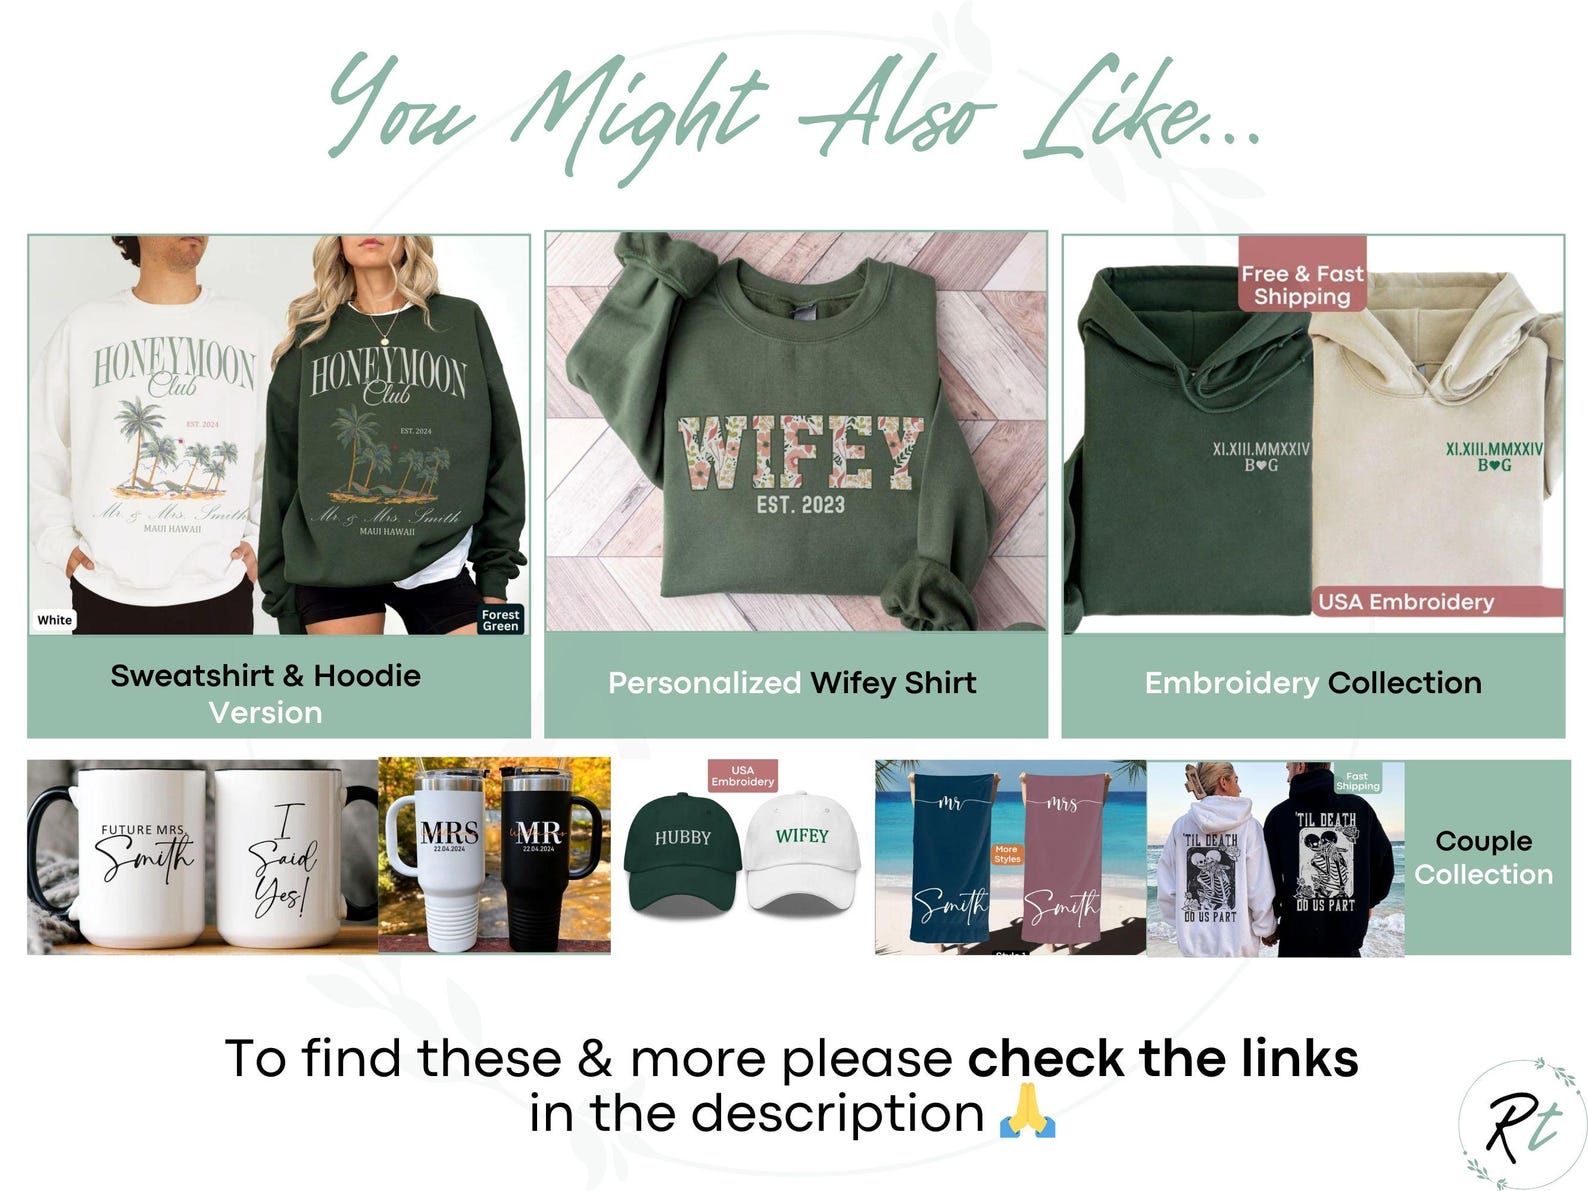 You Might Also Like...
HONEYMOON
Club
EST. 2024
Mr. & Mrs. Smith
MAUI HAWAII
White
HONEYMOON
Club
EST. 2024
Mr. & Mrs. Smith
MAUI HAWAII
Forest
Green
Sweatshirt & Hoodie
Version
WIFEY
EST. 2023
Personalized Wifey Shirt
Free & Fast
Shipping
XI.XIII.MMXXIV
B♥G
XI.XIII.MMXXIV
B♥G
USA Embroidery
Embroidery Collection
FUTURE MRS.
Smith
I
Said
Yes!
MRS
22.04.2024
MR
22.04.2024
USA
Embroidery
HUBBY
WIFEY
mr
Smith
More
Styles
mrs
Smith
Style 1
'TIL DEATH
DO US PART
Fast
Shipping
'TIL DEATH
DO US PART
Couple
Collection
To find these & more please check the links
in the description 🙏
Rt